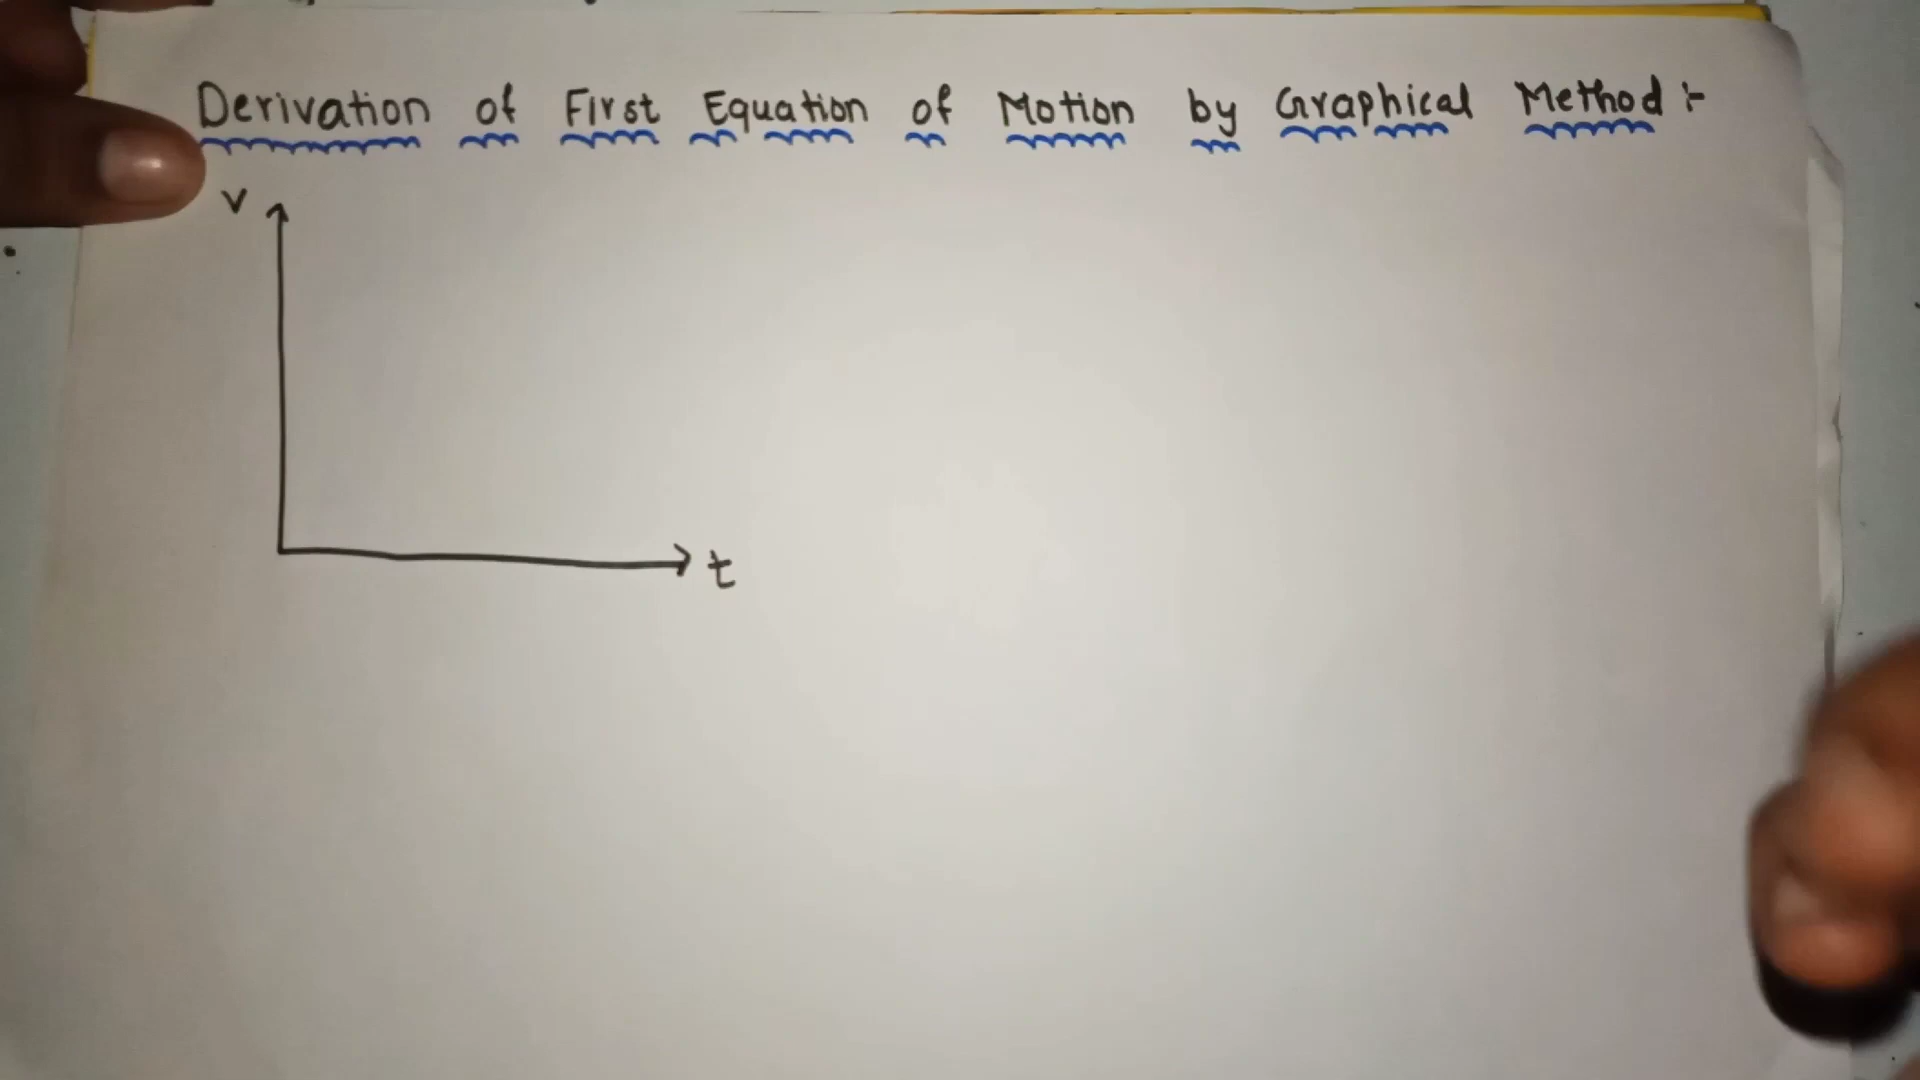 Derivation of First Equation of Motion by Graphical Method :-
v
t